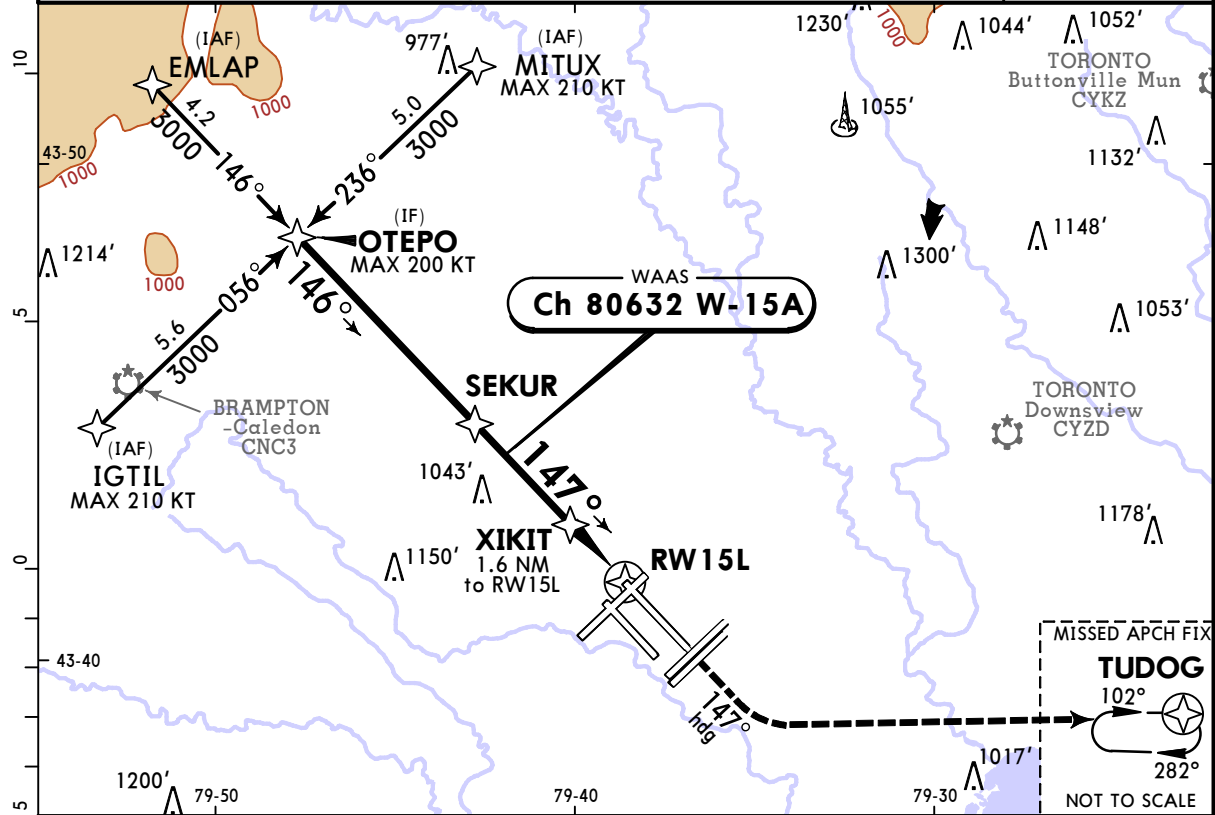 (IAF)
EMLAP
977'
(IAF)
MITUX
MAX 210 KT
1230'
1000
1044'
1052'
TORONTO
Buttonville Mun
CYKZ
10
4.2
3000
146°
1000
5.0
3000
236°
1055'
43-50
1000
1132'
(IF)
OTEPO
MAX 200 KT
1214'
1000
1148'
1300'
146°
056°
5.6
3000
WAAS
Ch 80632 W-15A
1053'
5
SEKUR
BRAMPTON
-Caledon
CNC3
TORONTO
Downsview
CYZD
(IAF)
IGTIL
MAX 210 KT
1043'
147°
1178'
XIKIT
1.6 NM
to RW15L
1150'
RW15L
0
43-40
MISSED APCH FIX
TUDOG
102°
282°
NOT TO SCALE
147°
hdg
1017'
1200'
79-50
79-40
79-30
5